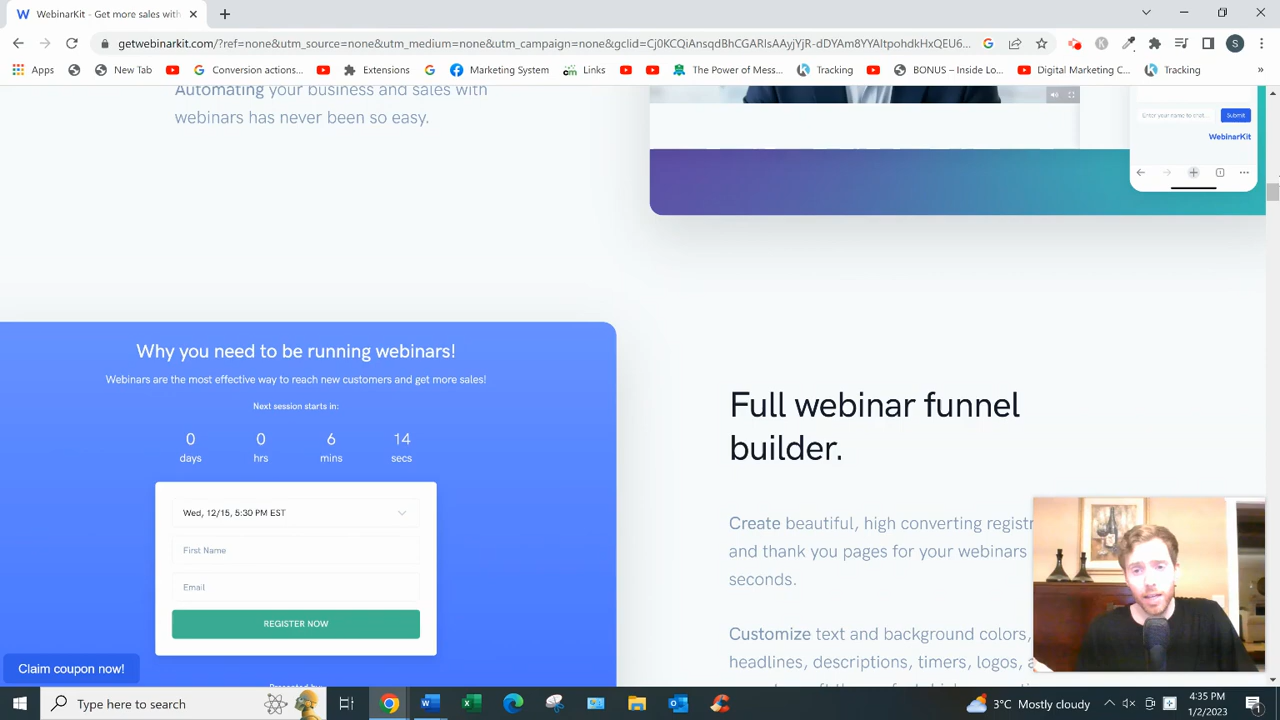 WebinarKit - Get more sales with
getwebinarkit.com/?ref=none&utm_source=none&utm_medium=none&utm_campaign=none&gclid=Cj0KCQiAnsqdBhCGARIsAAyjYjR-dDYAm8YYAltpohdkHxQEU6...
Apps
New Tab
Conversion actions...
Extensions
Marketing System
Links
The Power of Mess...
Tracking
BONUS – Inside Lo...
Digital Marketing C...
Tracking
»
S
Automating your business and sales with
webinars has never been so easy.
Enter your name to chat...
Submit
WebinarKit
Why you need to be running webinars!
Webinars are the most effective way to reach new customers and get more sales!
Next session starts in:
0 0 6 14
days hrs mins secs
Wed, 12/15, 5:30 PM EST
First Name
Email
REGISTER NOW
Presented by
Full webinar funnel
builder.
Create beautiful, high converting registr
and thank you pages for your webinars
seconds.
Customize text and background colors,
headlines, descriptions, timers, logos,
Claim coupon now!
Type here to search
3°C Mostly cloudy
4:35 PM
1/2/2023